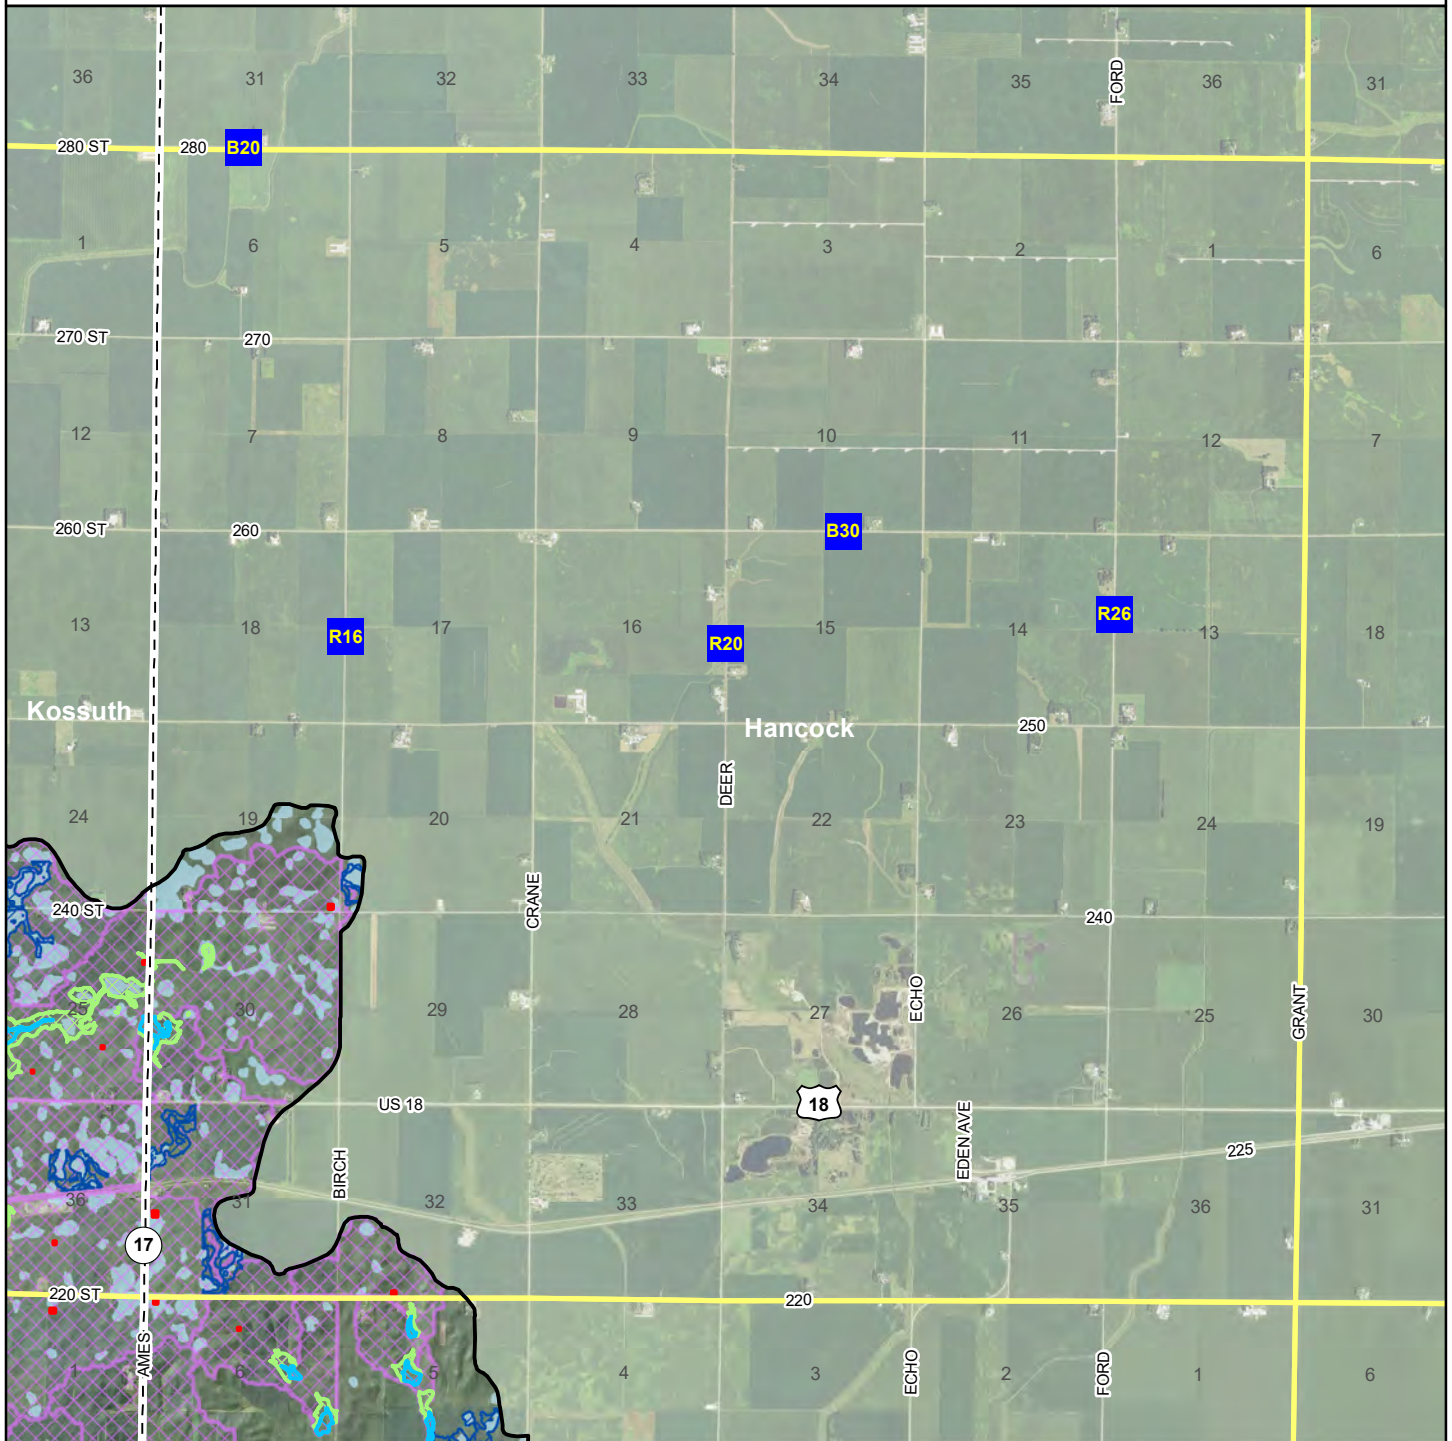 36 31 32 33 34 35 FORD 36 31
280 ST 280 B20
1 6 5 4 3 2 1 6
270 ST 270
12 7 8 9 10 11 12 7
260 ST 260 B30
13 18 R16 17 16 R20 15 14 R26 13 18
Kossuth Hancock 250
DEER
24 19 20 21 22 23 24 19
240 ST CRANE 240
25 30 29 28 27 ECHO 26 25 GRANT 30
US 18 18
BIRCH EDEN AVE 225
36 31 32 33 34 35 36 31
17
220 ST 220
AMES
1 6 5 4 3 ECHO 2 FORD 1 6